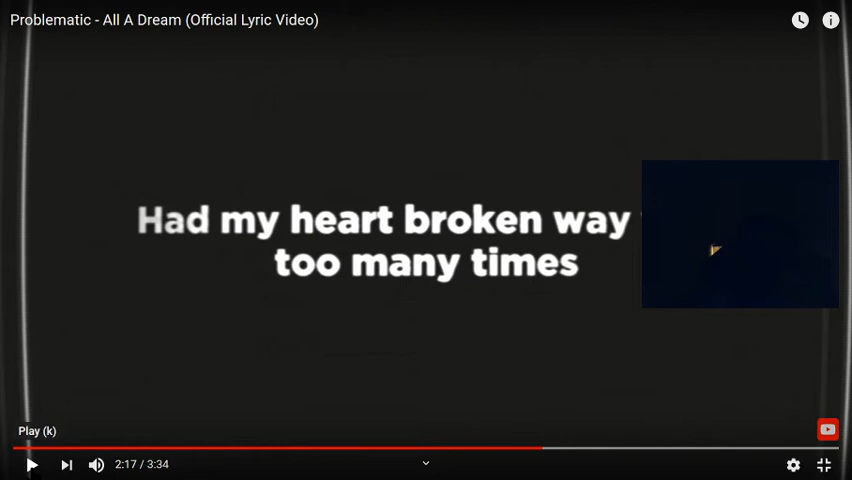 Problematic - All A Dream (Official Lyric Video)
Had my heart broken way
too many times
Play (k)
2:17 / 3:34